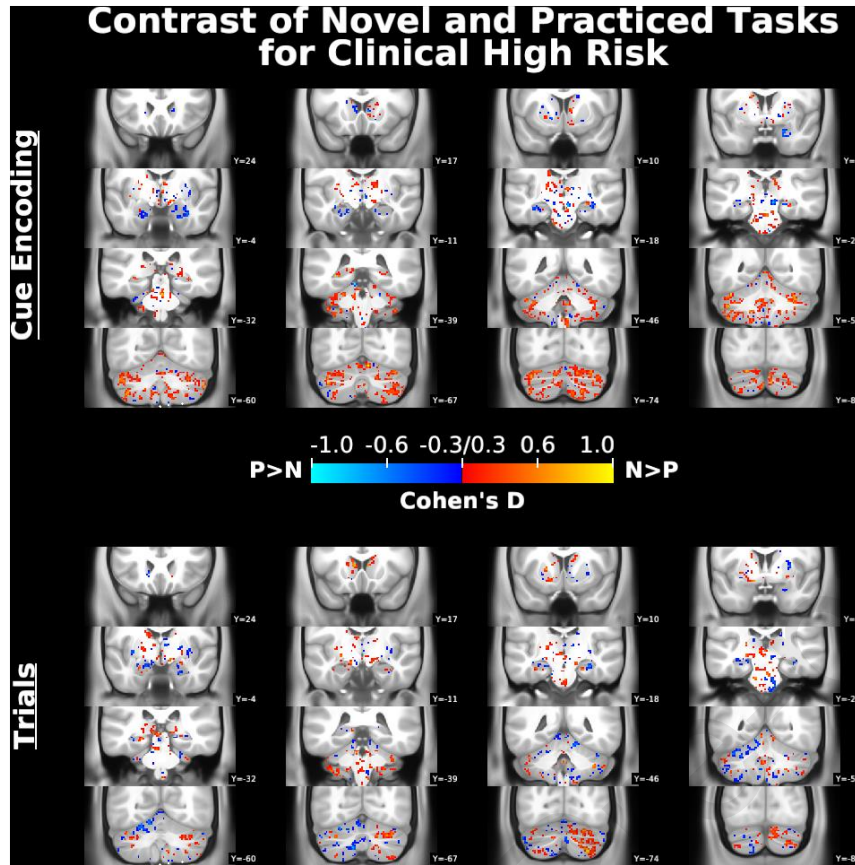 Contrast of Novel and Practiced Tasks
for Clinical High Risk
Cue Encoding
Y=24 Y=17 Y=10
Y=-4 Y=-11 Y=-18
Y=-32 Y=-39 Y=-46
Y=-60 Y=-67 Y=-74
-1.0 -0.6 -0.3/0.3 0.6 1.0
P>N N>P
Cohen's D
Trials
Y=24 Y=17 Y=10
Y=-4 Y=-11 Y=-18
Y=-32 Y=-39 Y=-46
Y=-60 Y=-67 Y=-74